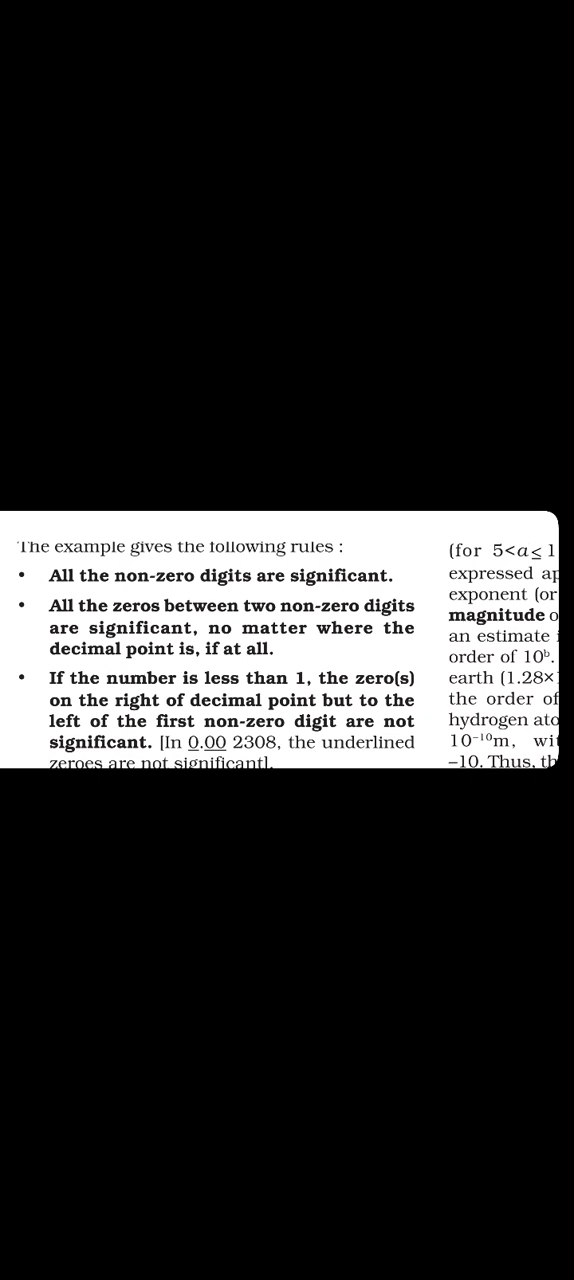 The example gives the following rules :
• All the non-zero digits are significant.
• All the zeros between two non-zero digits
are significant, no matter where the
decimal point is, if at all.
• If the number is less than 1, the zero(s)
on the right of decimal point but to the
left of the first non-zero digit are not
significant. [In 0.00 2308, the underlined
zeroes are not significant].
(for 5<a≤1
expressed ap
exponent (or
magnitude o
an estimate i
order of 10ᵇ.
earth (1.28×1
the order of
hydrogen ato
10⁻¹⁰m, wit
–10. Thus, th